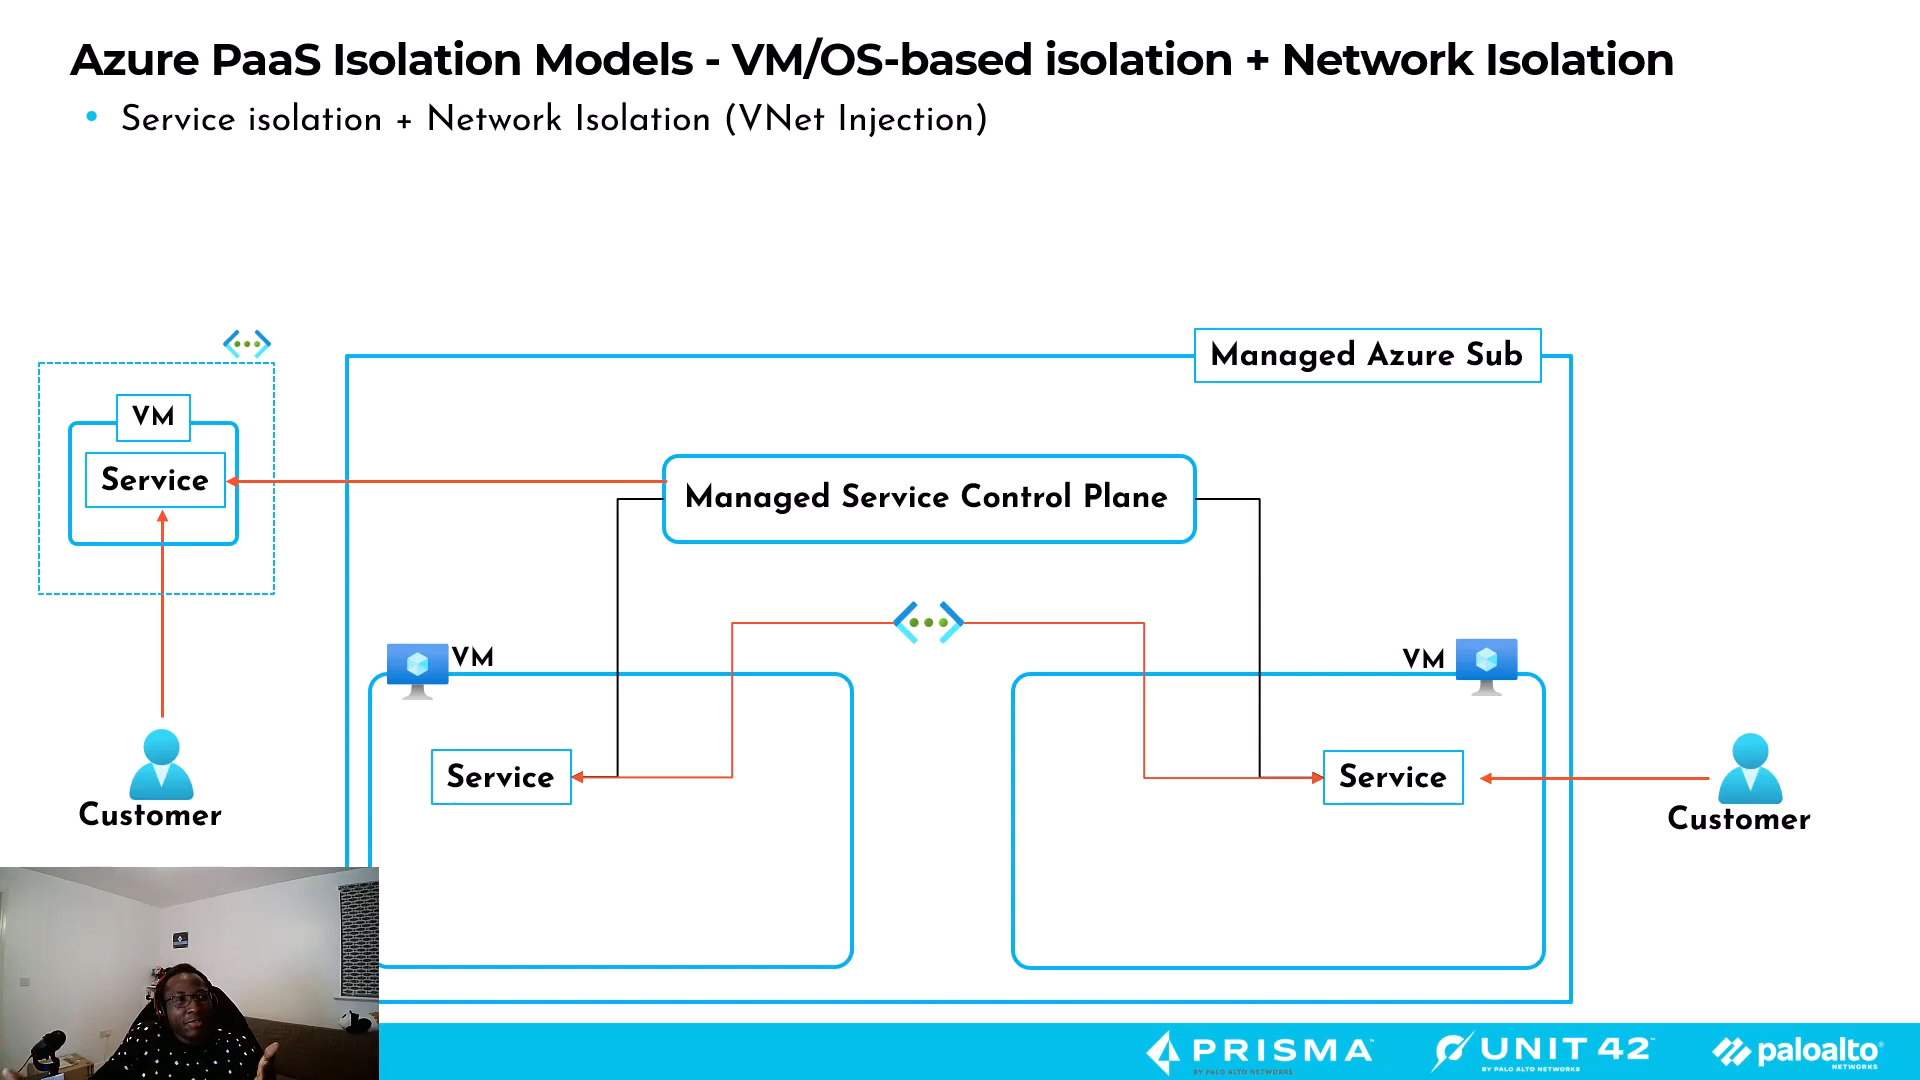 Azure PaaS Isolation Models - VM/OS-based isolation + Network Isolation
• Service isolation + Network Isolation (VNet Injection)
Managed Azure Sub
VM
Service
Managed Service Control Plane
VM
VM
Service
Service
Customer
Customer
PRISMA™
BY PALO ALTO NETWORKS
UNIT 42™
BY PALO ALTO NETWORKS
paloalto®
NETWORKS